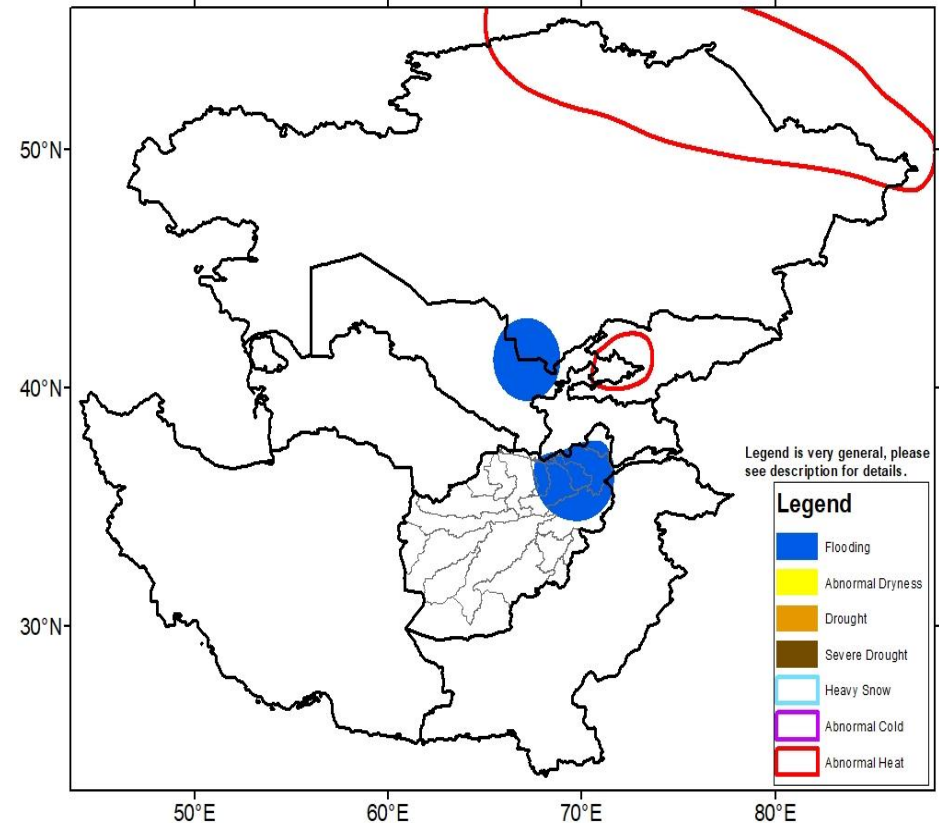 50°N
40°N
30°N
Legend is very general, please
see description for details.
Legend
Flooding
Abnormal Dryness
Drought
Severe Drought
Heavy Snow
Abnormal Cold
Abnormal Heat
50°E
60°E
70°E
80°E